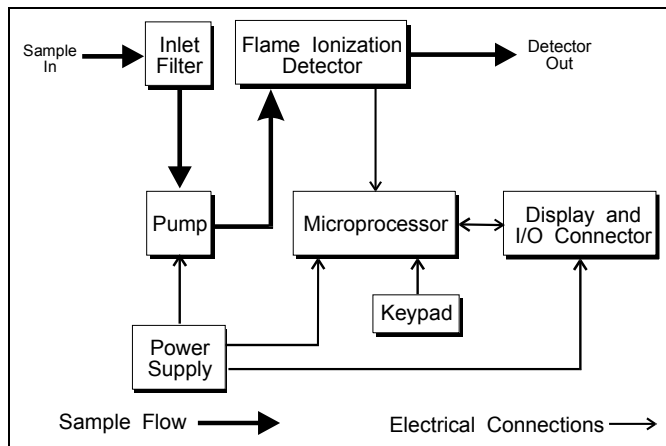 Sample
In
Inlet
Filter
Flame Ionization
Detector
Detector
Out
Pump
Microprocessor
Display and
I/O Connector
Keypad
Power
Supply
Sample Flow
Electrical Connections